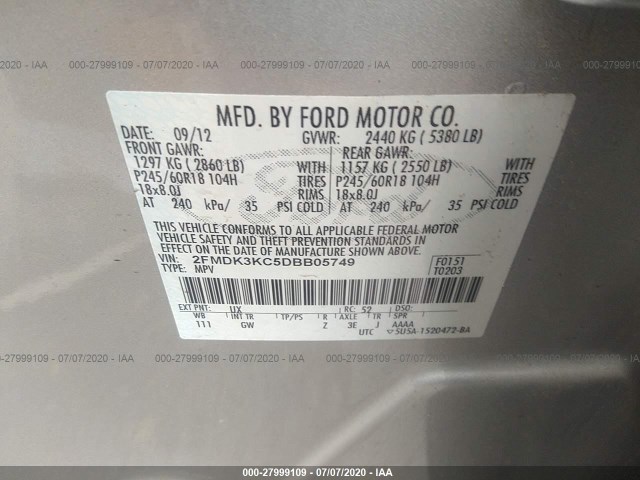 000-27999109 - 07/07/2020 - IAA
MFD. BY FORD MOTOR CO.
DATE: 09/12 GVWR: 2440 KG ( 5380 LB)
FRONT GAWR: REAR GAWR:
1297 KG ( 2860 LB) WITH 1157 KG ( 2550 LB) WITH
P245/60R18 104H TIRES P245/60R18 104H TIRES
18x8.0J RIMS 18x8.0J RIMS
AT 240 kPa/ 35 PSI COLD AT 240 kPa/ 35 PSI COLD
THIS VEHICLE CONFORMS TO ALL APPLICABLE FEDERAL MOTOR
VEHICLE SAFETY AND THEFT PREVENTION STANDARDS IN
EFFECT ON THE DATE OF MANUFACTURE SHOWN ABOVE.
VIN: 2FMDK3KC5DBB05749 F0151
TYPE: MPV T0203
EXT PNT: UX RC: 52 DSO:
WB INT TR TP/PS R AXLE TR SPR
111 GW Z 3E J AAAA
UTC 5U5A-1520472-BA
000-27999109 - 07/07/2020 - IAA